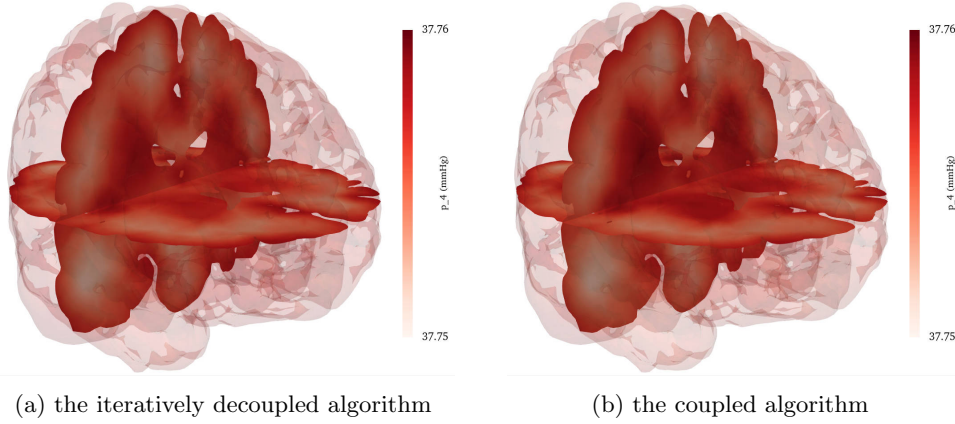 37.76
p_4 (mmHg)
37.75
37.76
p_4 (mmHg)
37.75
(a) the iteratively decoupled algorithm
(b) the coupled algorithm